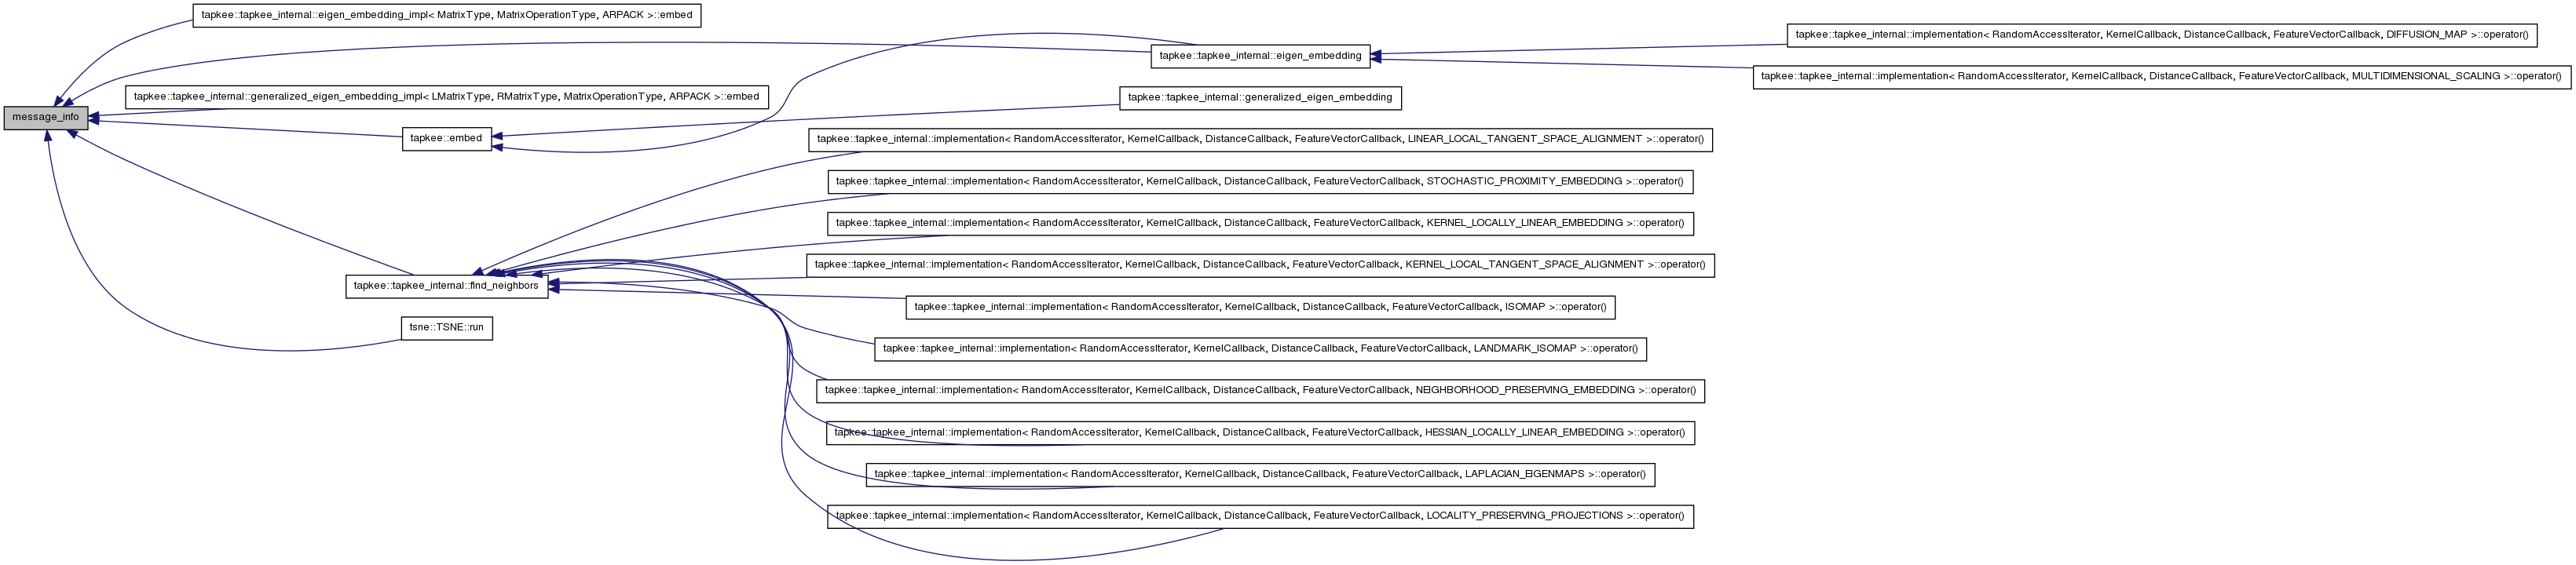 tapkee::tapkee_internal::eigen_embedding_impl< MatrixType, MatrixOperationType, ARPACK >::embed
tapkee::tapkee_internal::implementation< RandomAccessIterator, KernelCallback, DistanceCallback, FeatureVectorCallback, DIFFUSION_MAP >::operator()
tapkee::tapkee_internal::eigen_embedding
tapkee::tapkee_internal::implementation< RandomAccessIterator, KernelCallback, DistanceCallback, FeatureVectorCallback, MULTIDIMENSIONAL_SCALING >::operator()
tapkee::tapkee_internal::generalized_eigen_embedding_impl< LMatrixType, RMatrixType, MatrixOperationType, ARPACK >::embed
tapkee::tapkee_internal::generalized_eigen_embedding
message_info
tapkee::embed
tapkee::tapkee_internal::implementation< RandomAccessIterator, KernelCallback, DistanceCallback, FeatureVectorCallback, LINEAR_LOCAL_TANGENT_SPACE_ALIGNMENT >::operator()
tapkee::tapkee_internal::implementation< RandomAccessIterator, KernelCallback, DistanceCallback, FeatureVectorCallback, STOCHASTIC_PROXIMITY_EMBEDDING >::operator()
tapkee::tapkee_internal::implementation< RandomAccessIterator, KernelCallback, DistanceCallback, FeatureVectorCallback, KERNEL_LOCALLY_LINEAR_EMBEDDING >::operator()
tapkee::tapkee_internal::implementation< RandomAccessIterator, KernelCallback, DistanceCallback, FeatureVectorCallback, KERNEL_LOCAL_TANGENT_SPACE_ALIGNMENT >::operator()
tapkee::tapkee_internal::find_neighbors
tapkee::tapkee_internal::implementation< RandomAccessIterator, KernelCallback, DistanceCallback, FeatureVectorCallback, ISOMAP >::operator()
tsne::TSNE::run
tapkee::tapkee_internal::implementation< RandomAccessIterator, KernelCallback, DistanceCallback, FeatureVectorCallback, LANDMARK_ISOMAP >::operator()
tapkee::tapkee_internal::implementation< RandomAccessIterator, KernelCallback, DistanceCallback, FeatureVectorCallback, NEIGHBORHOOD_PRESERVING_EMBEDDING >::operator()
tapkee::tapkee_internal::implementation< RandomAccessIterator, KernelCallback, DistanceCallback, FeatureVectorCallback, HESSIAN_LOCALLY_LINEAR_EMBEDDING >::operator()
tapkee::tapkee_internal::implementation< RandomAccessIterator, KernelCallback, DistanceCallback, FeatureVectorCallback, LAPLACIAN_EIGENMAPS >::operator()
tapkee::tapkee_internal::implementation< RandomAccessIterator, KernelCallback, DistanceCallback, FeatureVectorCallback, LOCALITY_PRESERVING_PROJECTIONS >::operator()